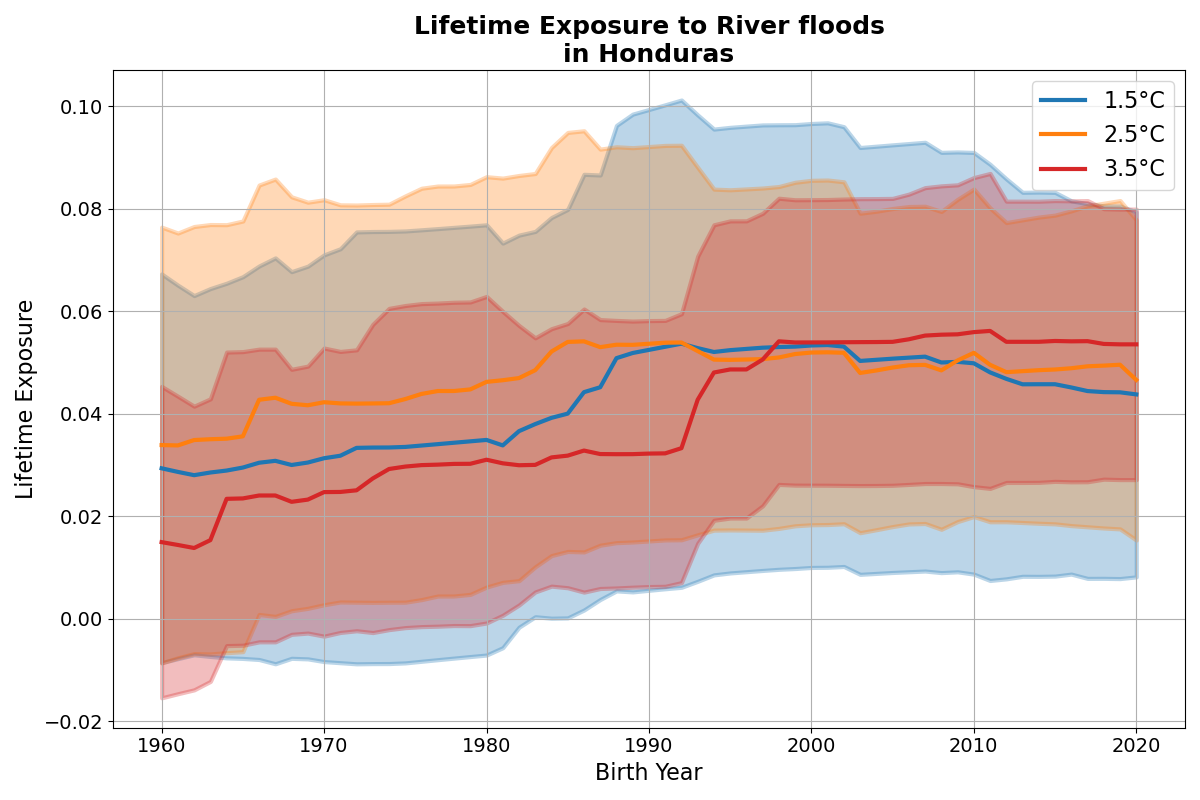 Lifetime Exposure to River floods
in Honduras
1.5°C
2.5°C
3.5°C
Lifetime Exposure
0.10
0.08
0.06
0.04
0.02
0.00
−0.02
1960 1970 1980 1990 2000 2010 2020
Birth Year